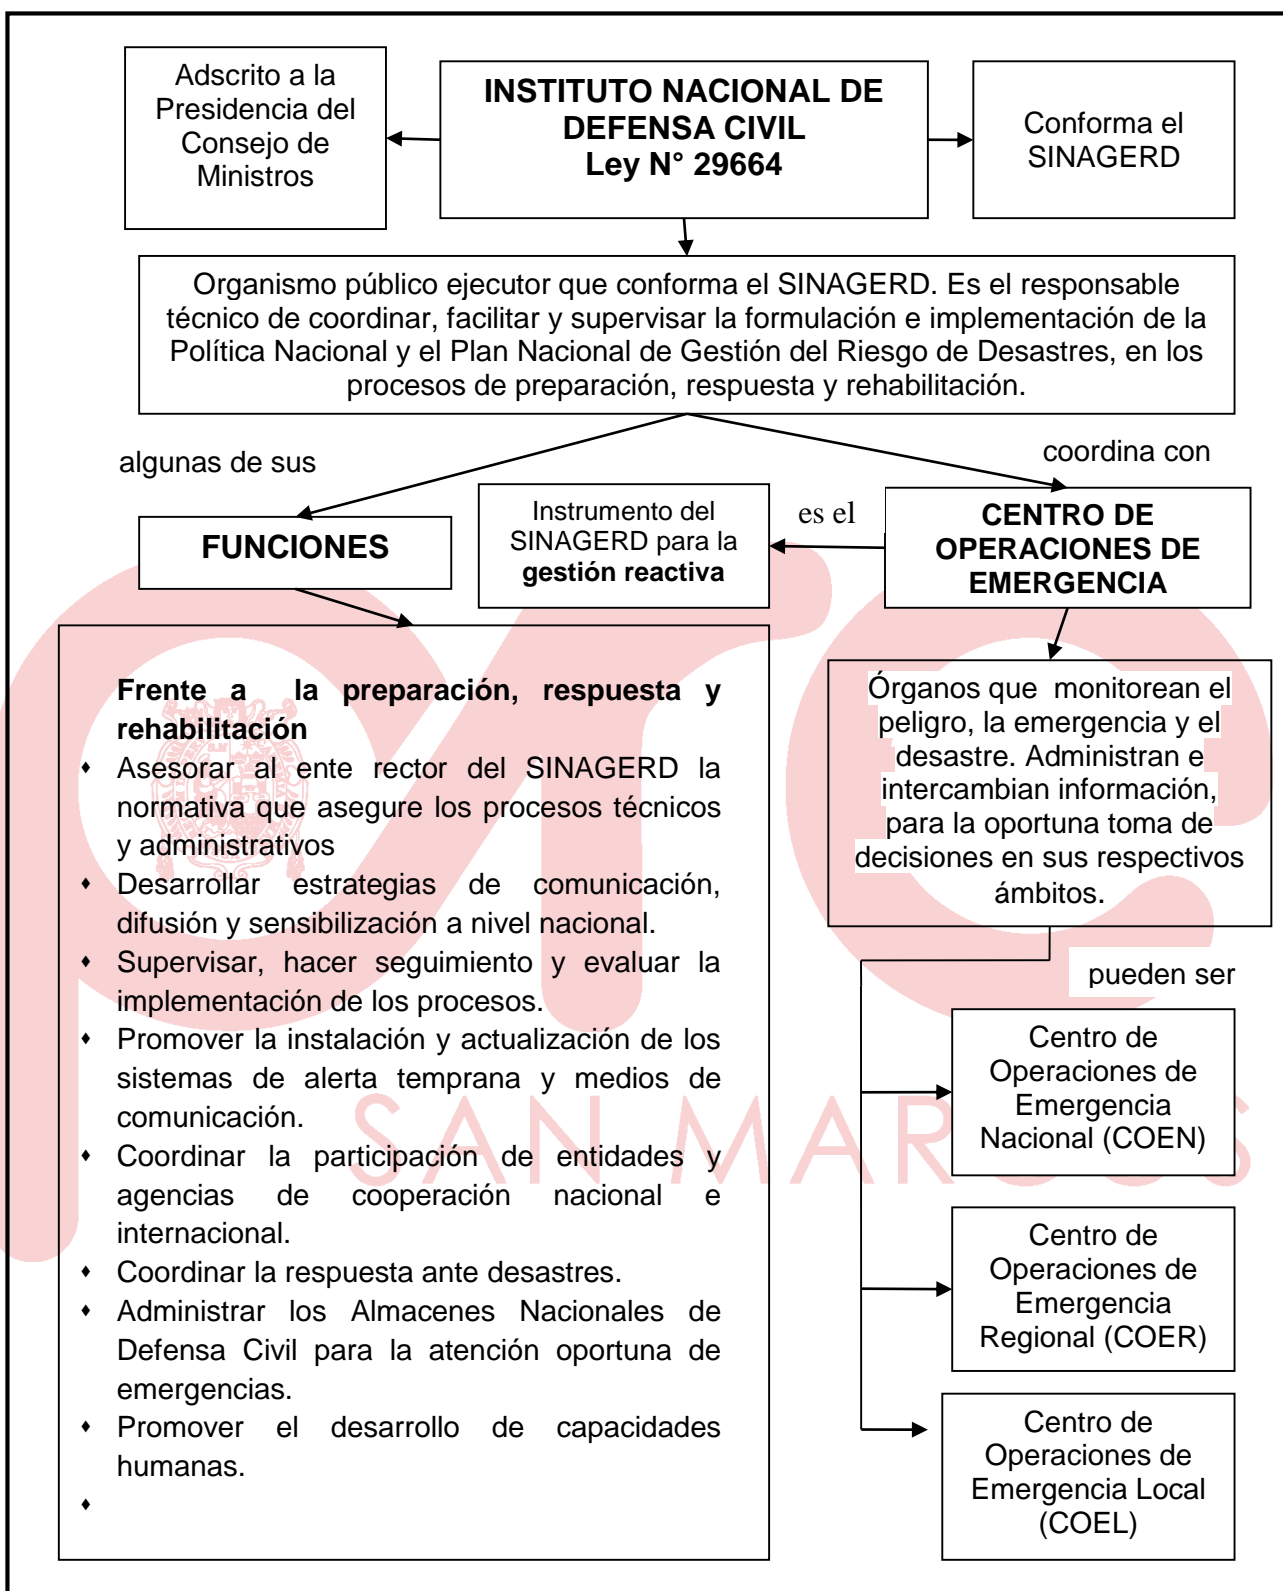 Adscrito a la
Presidencia del
Consejo de
Ministros
INSTITUTO NACIONAL DE
DEFENSA CIVIL
Ley N° 29664
Conforma el
SINAGERD
Organismo público ejecutor que conforma el SINAGERD. Es el responsable
técnico de coordinar, facilitar y supervisar la formulación e implementación de la
Política Nacional y el Plan Nacional de Gestión del Riesgo de Desastres, en los
procesos de preparación, respuesta y rehabilitación.
algunas de sus
coordina con
FUNCIONES
Instrumento del
SINAGERD para la
gestión reactiva
es el
CENTRO DE
OPERACIONES DE
EMERGENCIA
Frente a la preparación, respuesta y
rehabilitación
⬧ Asesorar al ente rector del SINAGERD la
normativa que asegure los procesos técnicos
y administrativos
⬧ Desarrollar estrategias de comunicación,
difusión y sensibilización a nivel nacional.
⬧ Supervisar, hacer seguimiento y evaluar la
implementación de los procesos.
⬧ Promover la instalación y actualización de los
sistemas de alerta temprana y medios de
comunicación.
⬧ Coordinar la participación de entidades y
agencias de cooperación nacional e
internacional.
⬧ Coordinar la respuesta ante desastres.
⬧ Administrar los Almacenes Nacionales de
Defensa Civil para la atención oportuna de
emergencias.
⬧ Promover el desarrollo de capacidades
humanas.
⬧
Órganos que monitorean el
peligro, la emergencia y el
desastre. Administran e
intercambian información,
para la oportuna toma de
decisiones en sus respectivos
ámbitos.
pueden ser
Centro de
Operaciones de
Emergencia
Nacional (COEN)
Centro de
Operaciones de
Emergencia
Regional (COER)
Centro de
Operaciones de
Emergencia Local
(COEL)
pre
SAN MARCOS